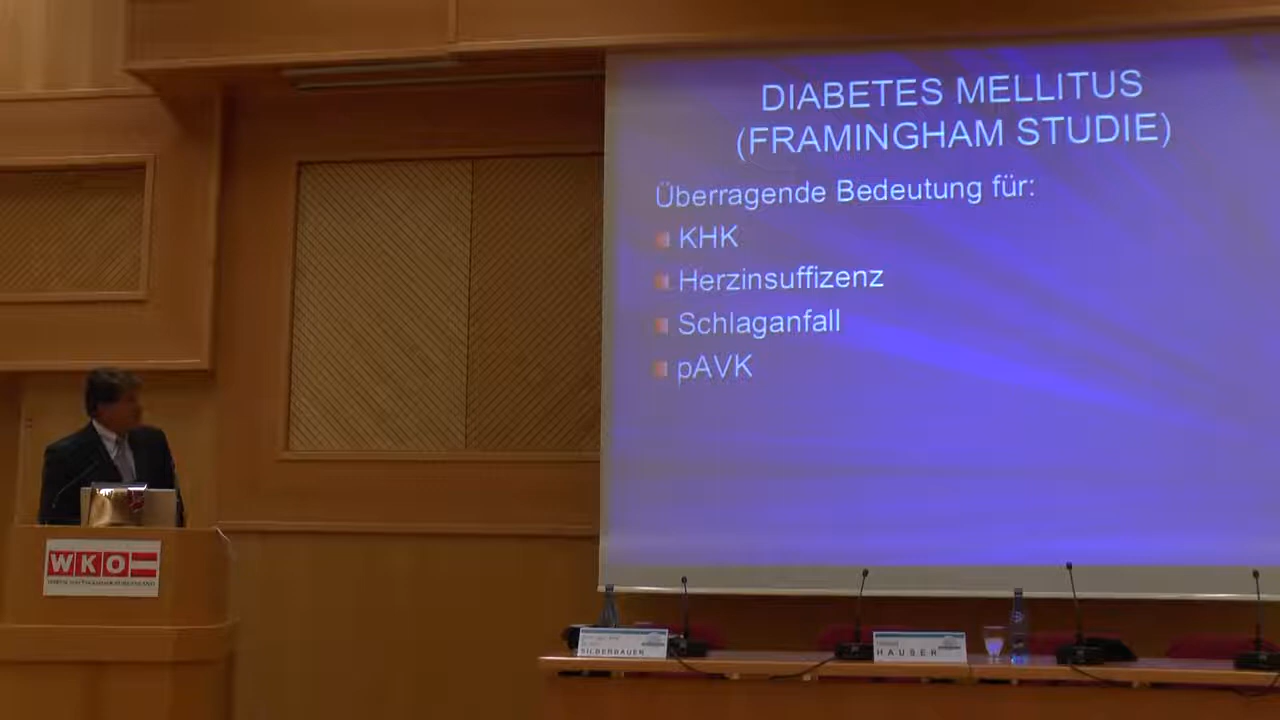 DIABETES MELLITUS
(FRAMINGHAM STUDIE)
Überragende Bedeutung für:
KHK
Herzinsuffizenz
Schlaganfall
pAVK
WKO
SILBERBAUER
HAUSER